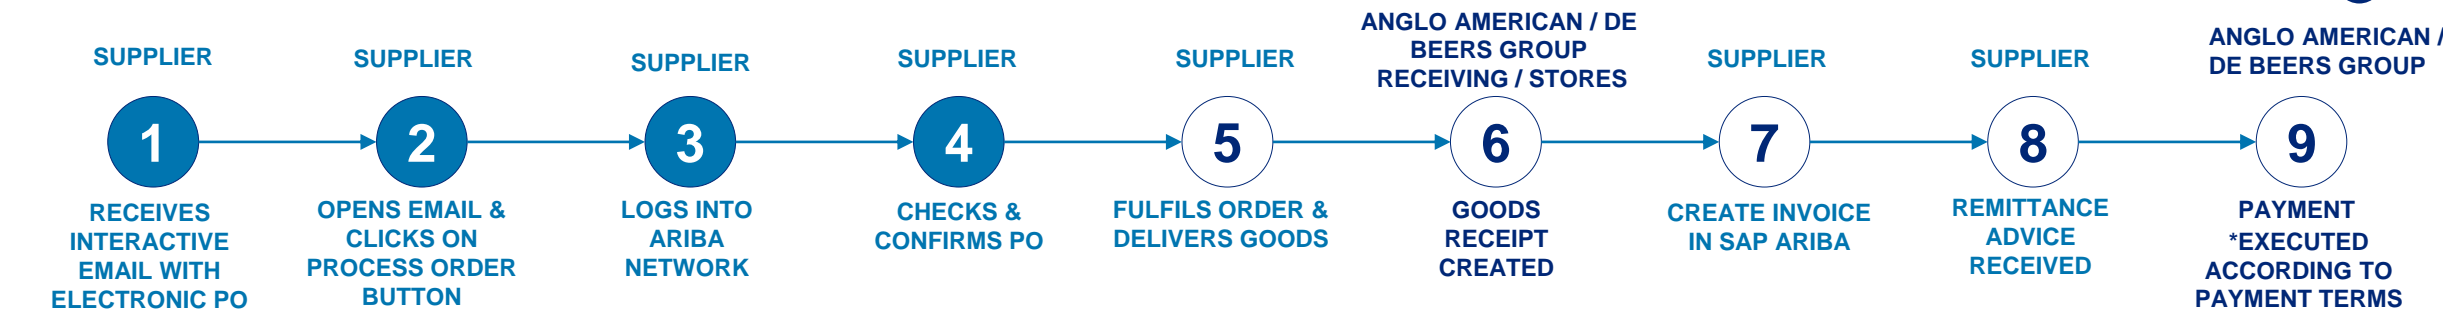 SUPPLIER
1
RECEIVES
INTERACTIVE
EMAIL WITH
ELECTRONIC PO
SUPPLIER
2
OPENS EMAIL &
CLICKS ON
PROCESS ORDER
BUTTON
SUPPLIER
3
LOGS INTO
ARIBA
NETWORK
SUPPLIER
4
CHECKS &
CONFIRMS PO
SUPPLIER
5
FULFILS ORDER &
DELIVERS GOODS
ANGLO AMERICAN / DE
BEERS GROUP
RECEIVING / STORES
6
GOODS
RECEIPT
CREATED
SUPPLIER
7
CREATE INVOICE
IN SAP ARIBA
SUPPLIER
8
REMITTANCE
ADVICE
RECEIVED
ANGLO AMERICAN /
DE BEERS GROUP
9
PAYMENT
*EXECUTED
ACCORDING TO
PAYMENT TERMS